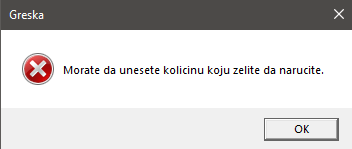 Greska
Morate da unesete kolicinu koju zelite da narucite.
OK